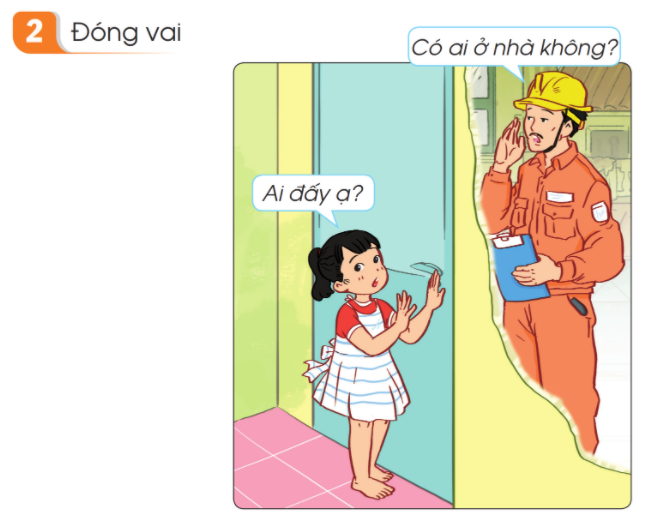 2 Đóng vai
Có ai ở nhà không?
Ai đấy ạ?